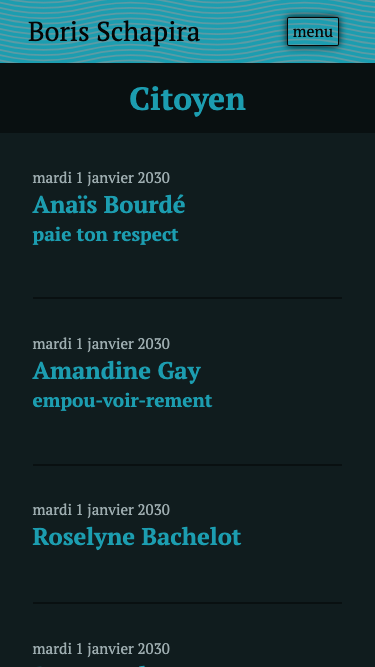 Boris Schapira
menu
Citoyen
mardi 1 janvier 2030
Anaïs Bourdé
paie ton respect
mardi 1 janvier 2030
Amandine Gay
empou-voir-rement
mardi 1 janvier 2030
Roselyne Bachelot
mardi 1 janvier 2030